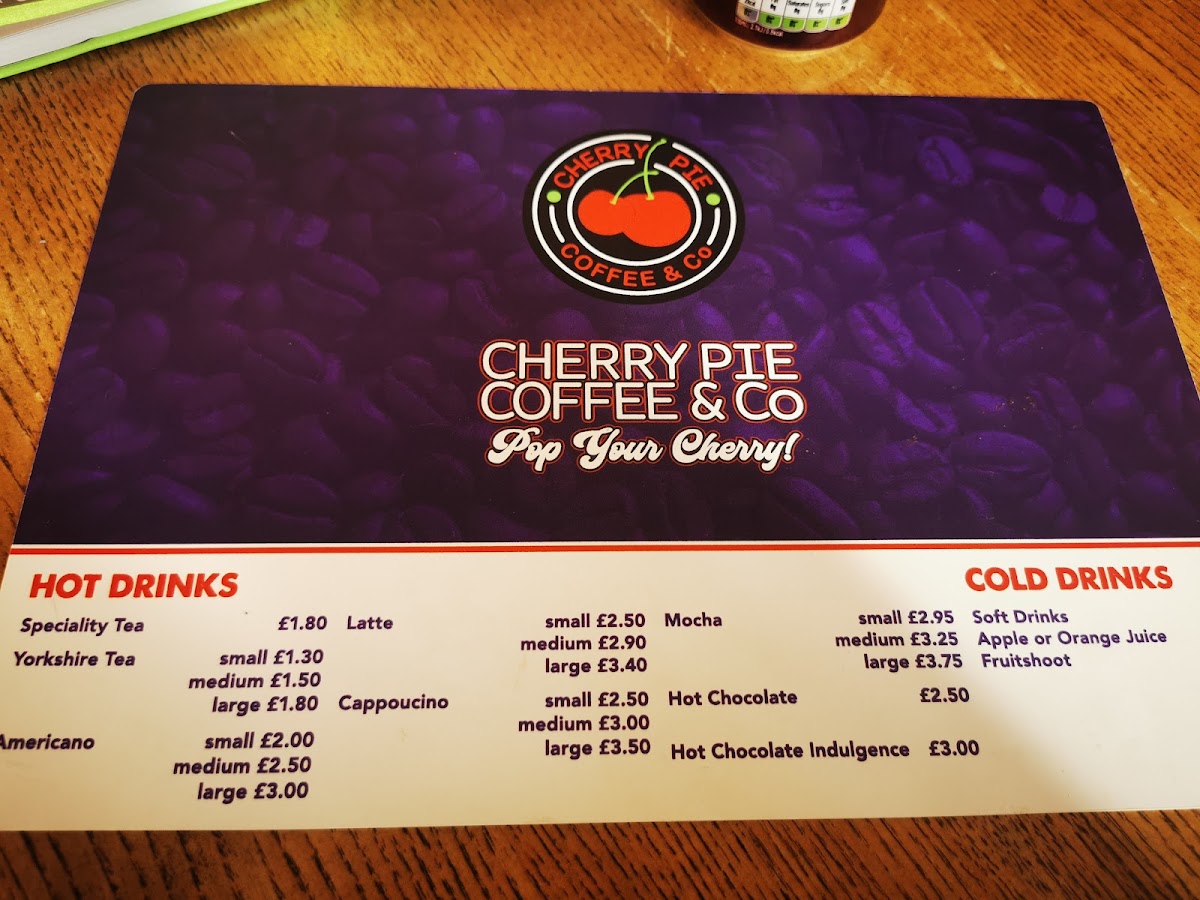 CHERRY PIE
COFFEE & Co
CHERRY PIE
COFFEE & Co
Pop Your Cherry!
HOT DRINKS
Speciality Tea £1.80
Yorkshire Tea small £1.30
medium £1.50
large £1.80
Americano small £2.00
medium £2.50
large £3.00
Latte small £2.50
medium £2.90
large £3.40
Cappoucino small £2.50
medium £3.00
large £3.50
Mocha small £2.95
medium £3.25
large £3.75
Hot Chocolate £2.50
Hot Chocolate Indulgence £3.00
COLD DRINKS
Soft Drinks
Apple or Orange Juice
Fruitshoot